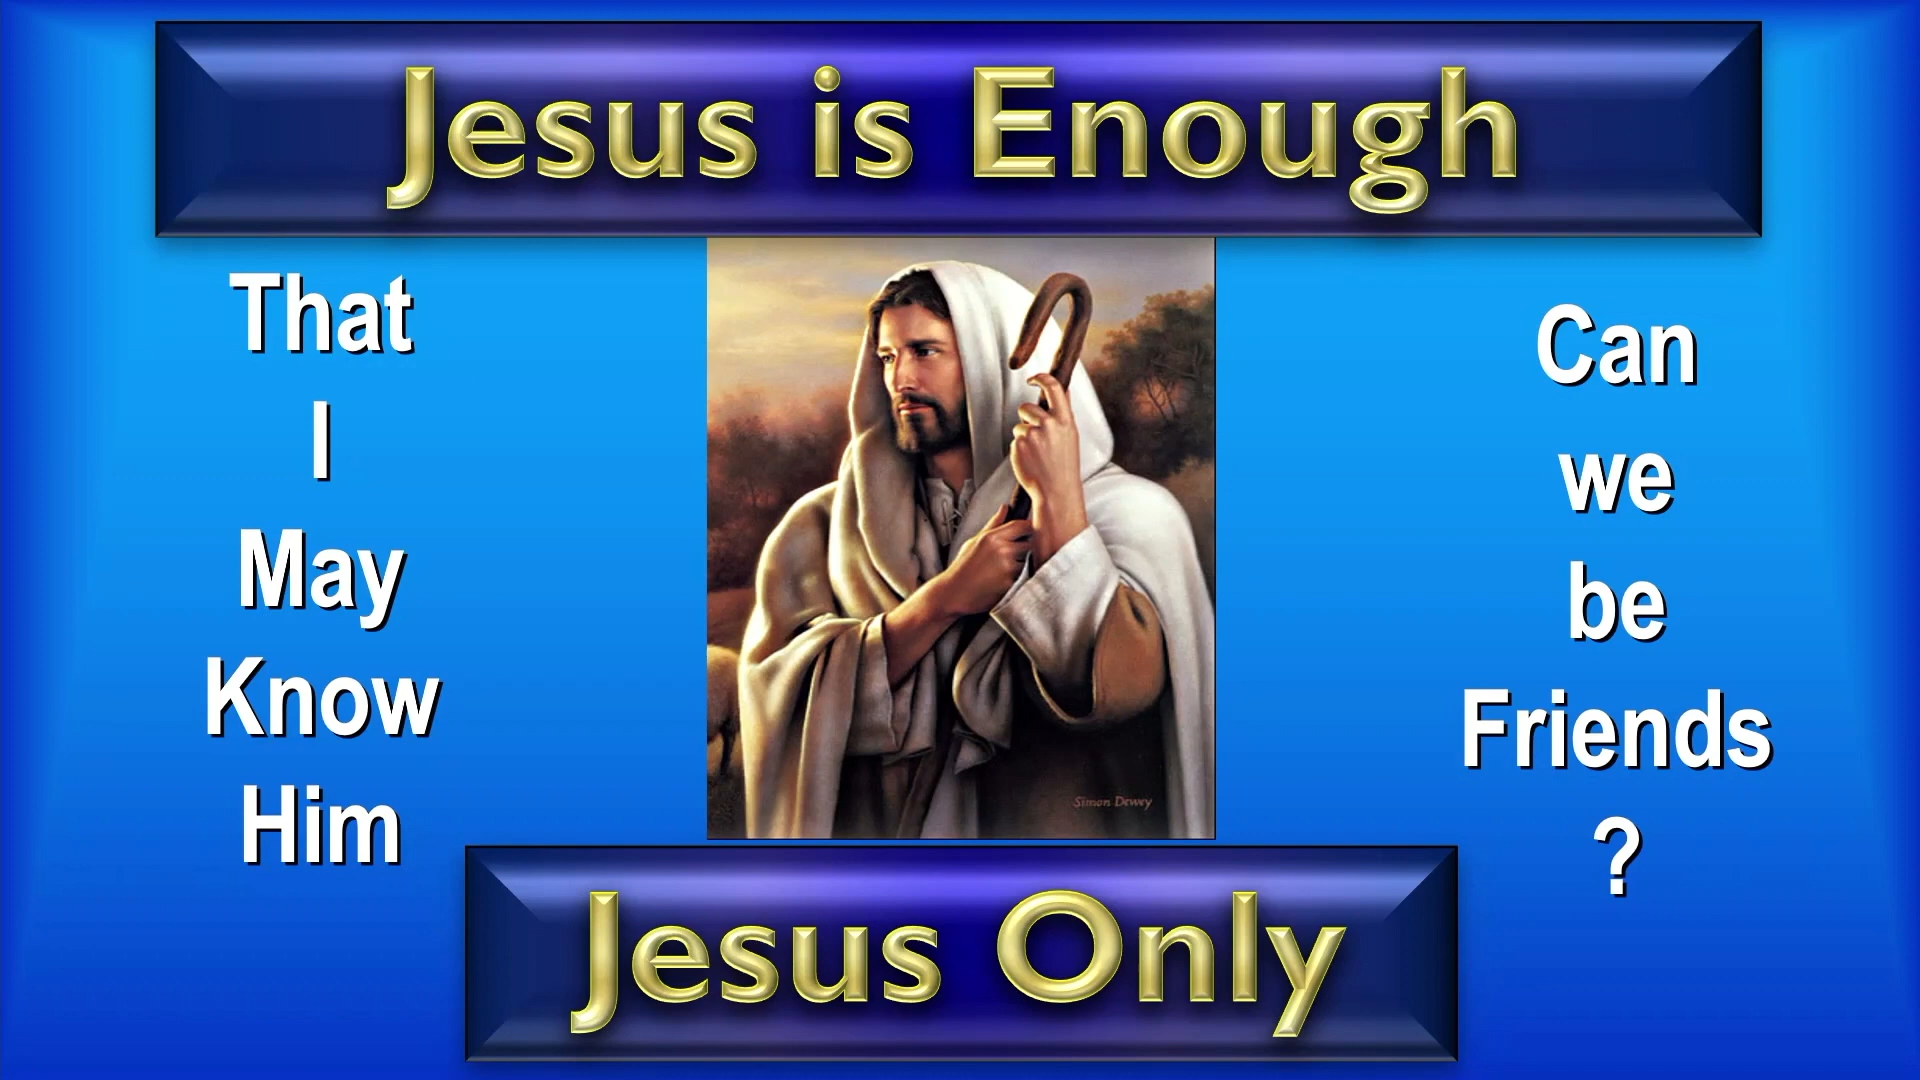 Jesus is Enough
That
I
May
Know
Him
Can
we
be
Friends
?
Simon Dewey
Jesus Only